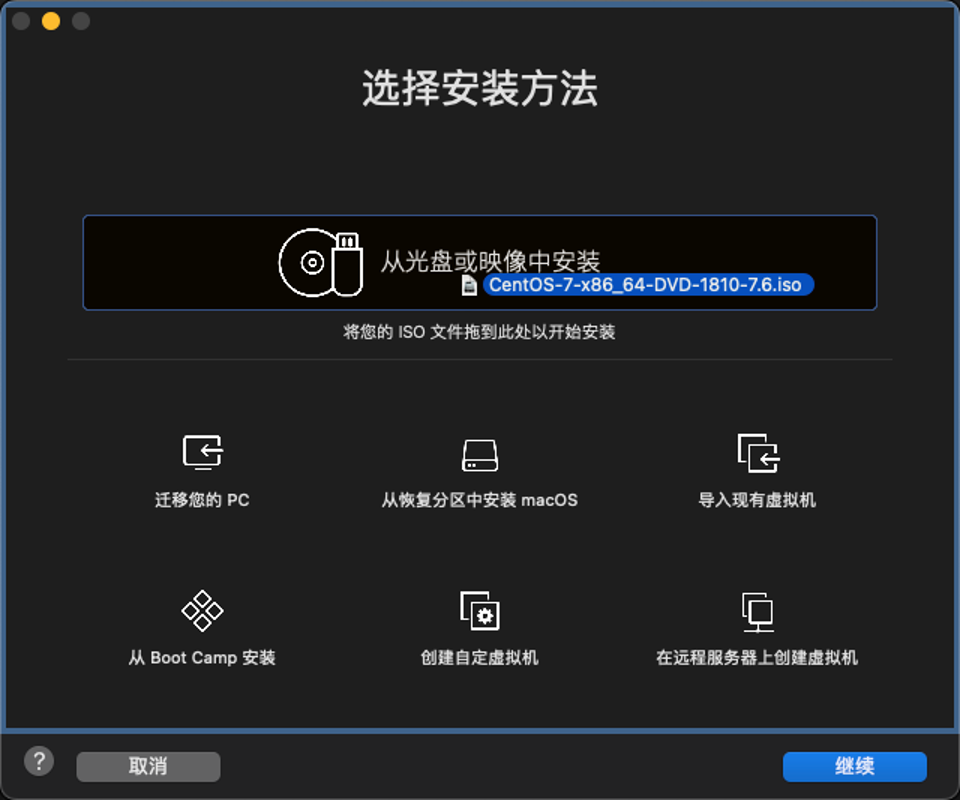 选择安装方法
从光盘或映像中安装
CentOS-7-x86_64-DVD-1810-7.6.iso
将您的 ISO 文件拖到此处以开始安装
迁移您的 PC
从恢复分区中安装 macOS
导入现有虚拟机
从 Boot Camp 安装
创建自定虚拟机
在远程服务器上创建虚拟机
?
取消
继续